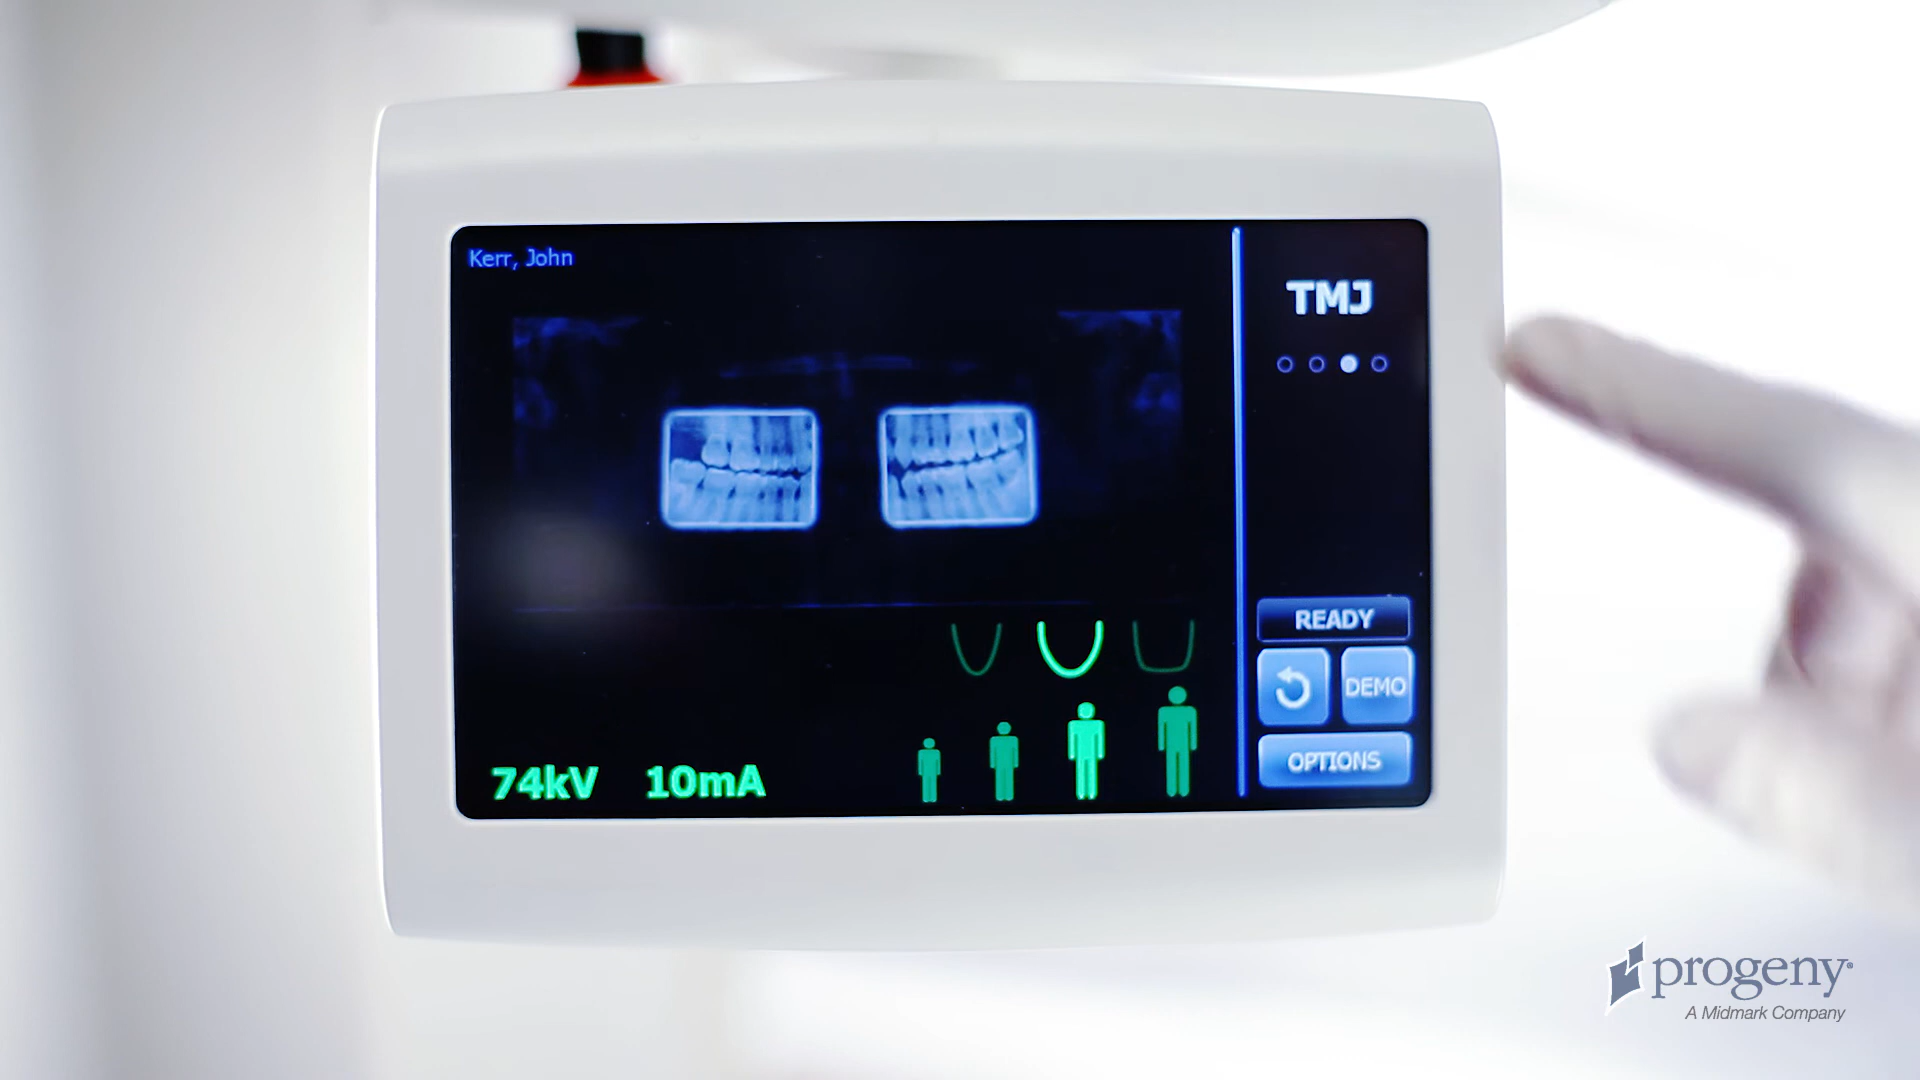 Kerr, John
TMJ
READY
DEMO
OPTIONS
74kV 10mA
progeny®
A Midmark Company